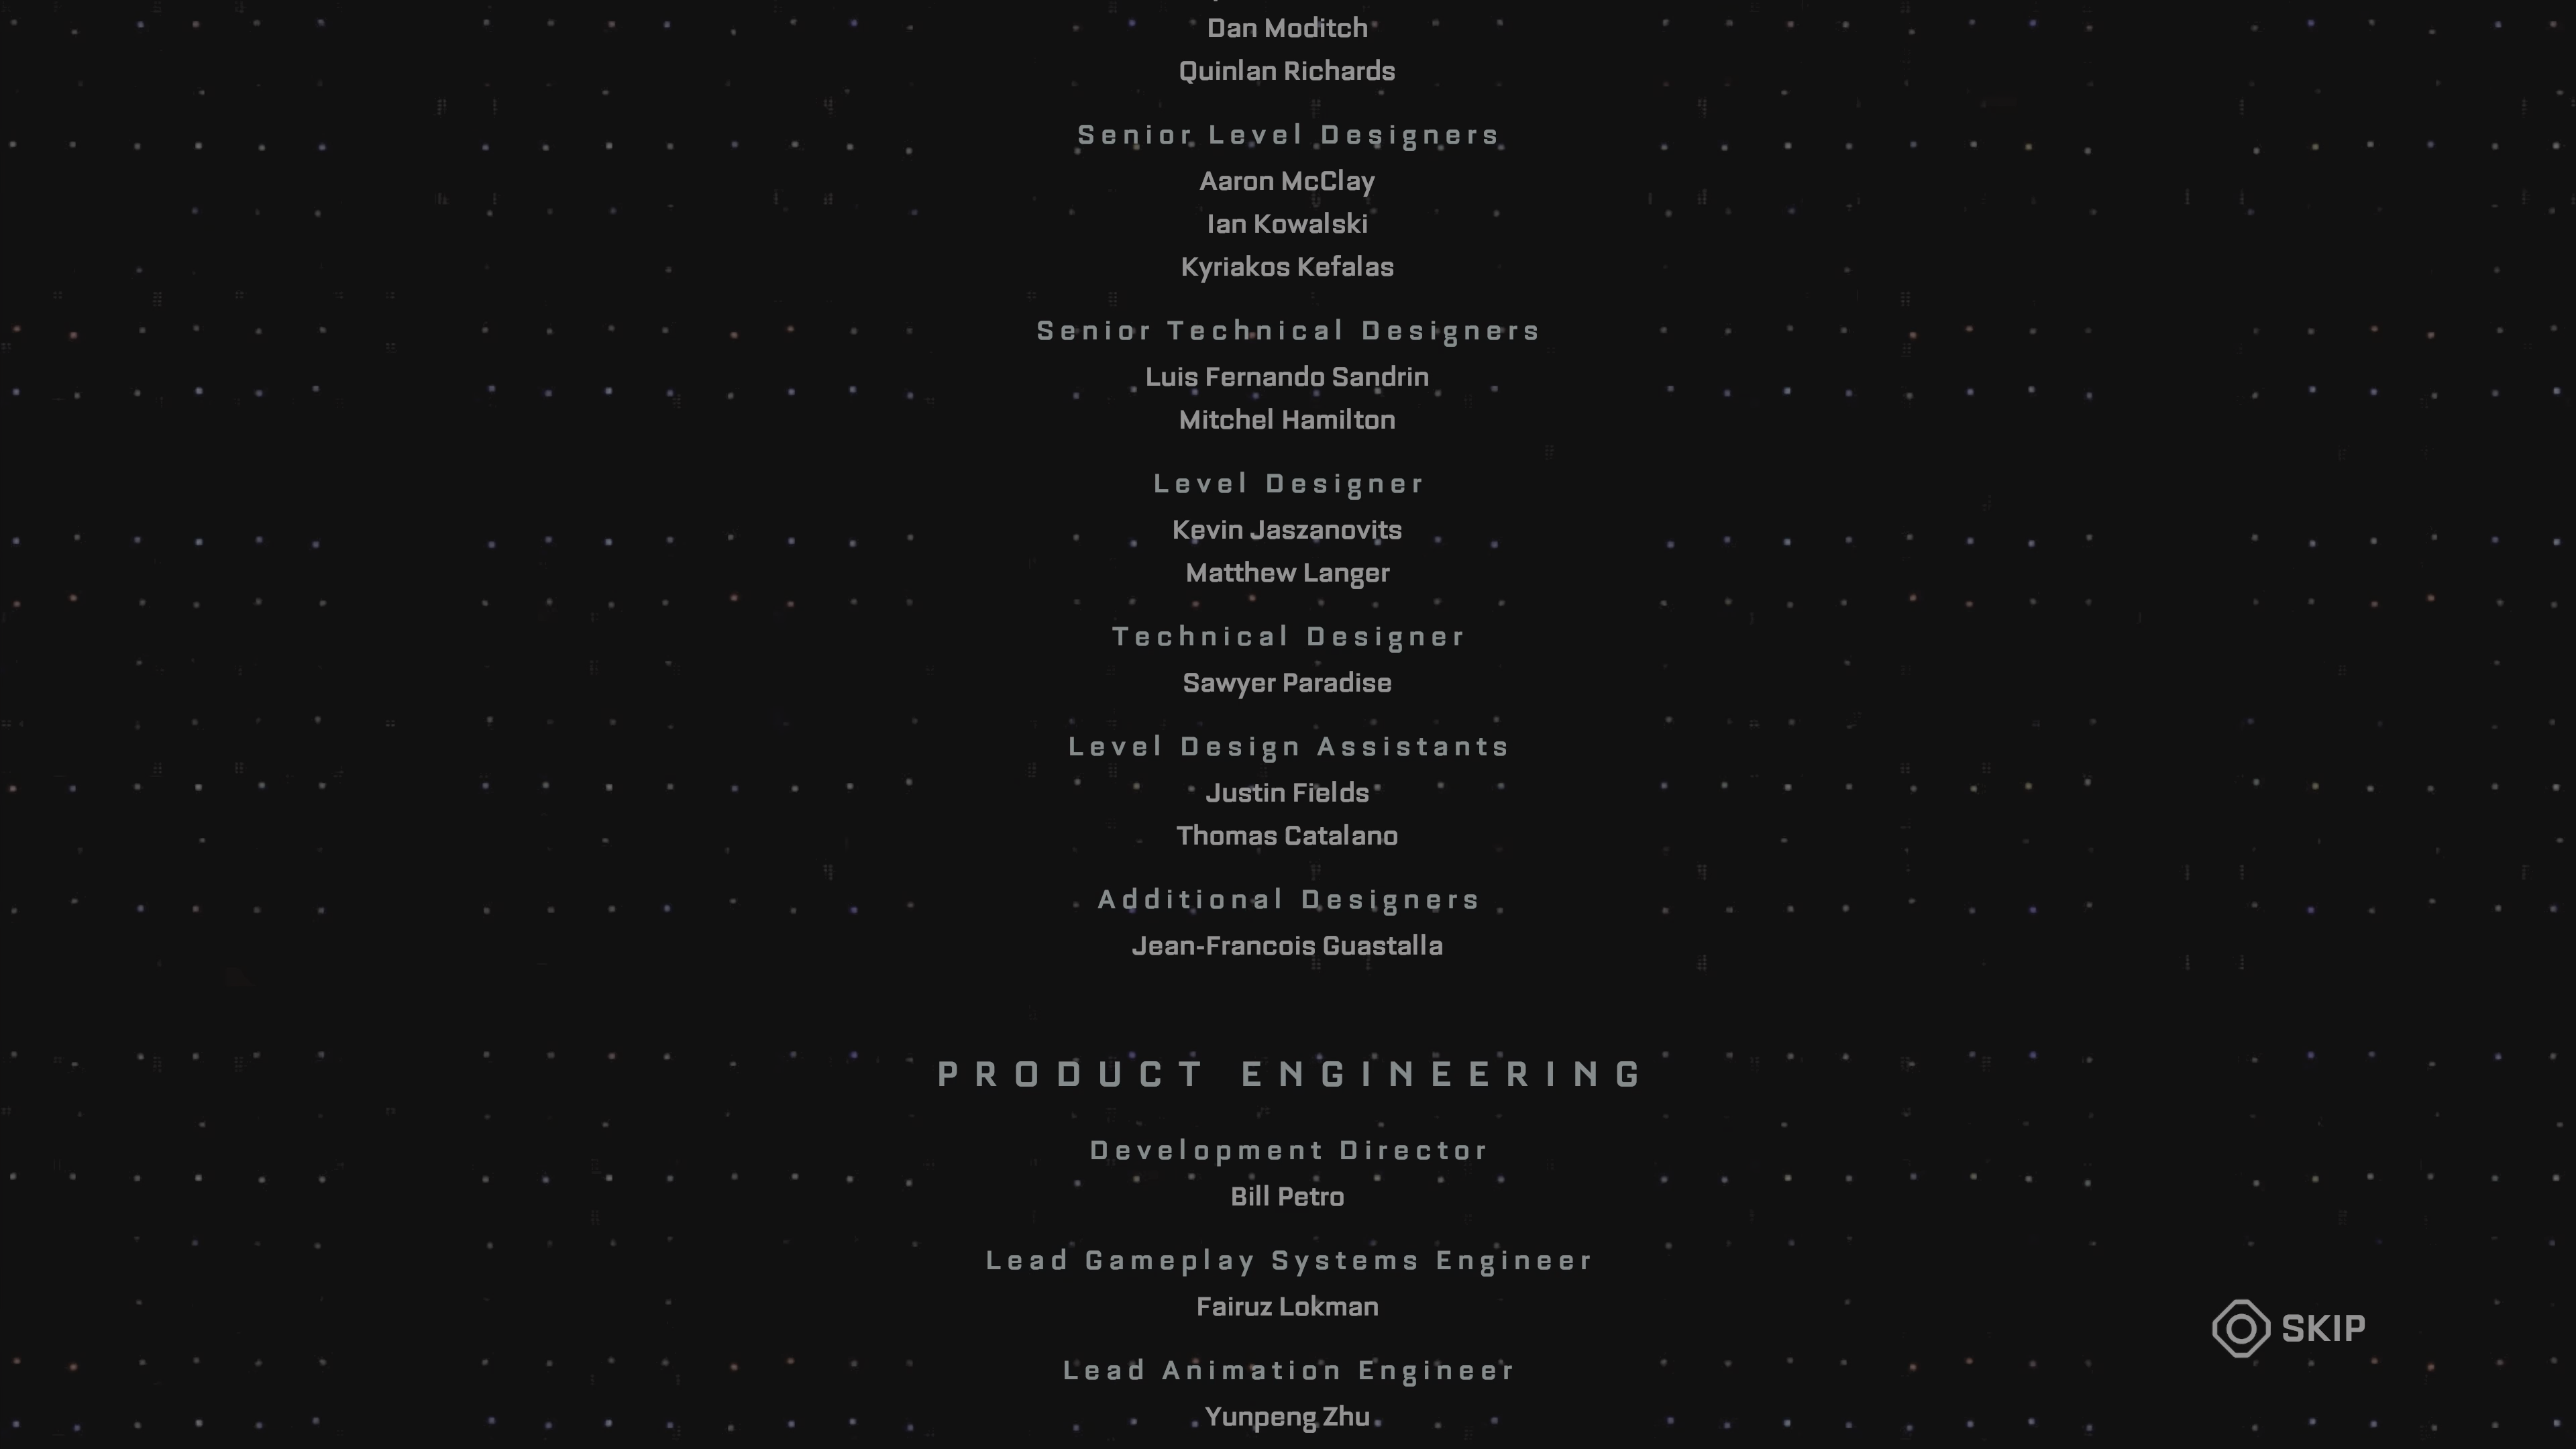 Dan Moditch
Quinlan Richards
Senior Level Designers
Aaron McClay
Ian Kowalski
Kyriakos Kefalas
Senior Technical Designers
Luis Fernando Sandrin
Mitchel Hamilton
Level Designer
Kevin Jaszanovits
Matthew Langer
Technical Designer
Sawyer Paradise
Level Design Assistants
Justin Fields
Thomas Catalano
Additional Designers
Jean-Francois Guastalla
PRODUCT ENGINEERING
Development Director
Bill Petro
Lead Gameplay Systems Engineer
Fairuz Lokman
SKIP
Lead Animation Engineer
Yunpeng Zhu